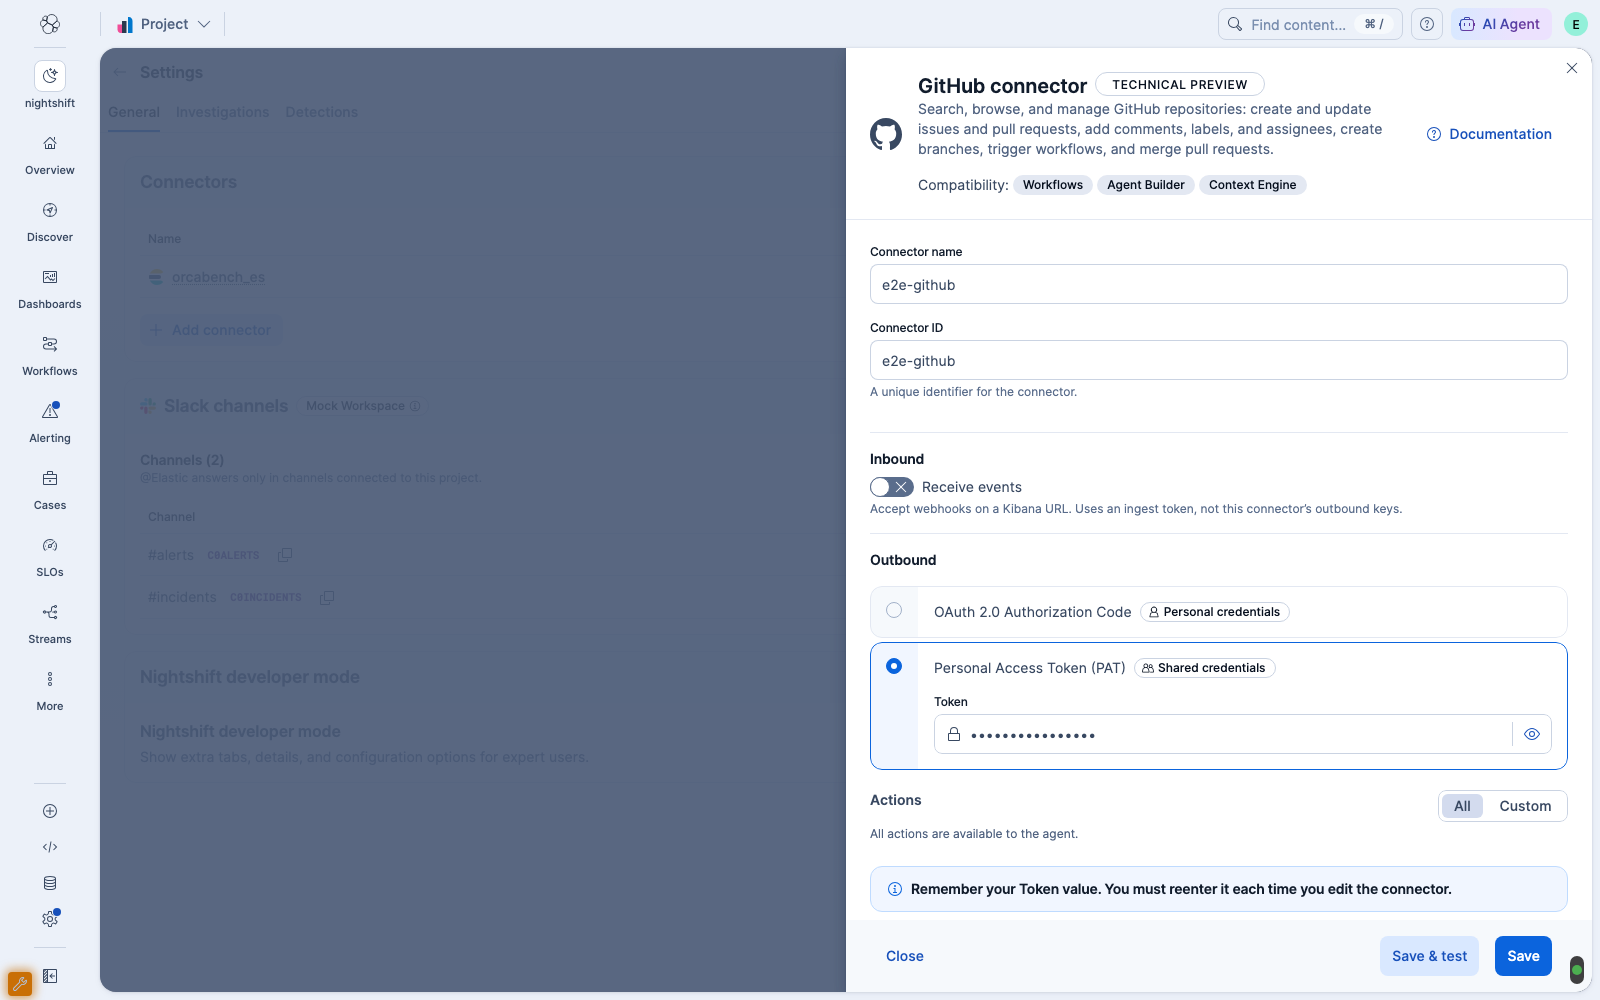 Project
Find content...
⌘ /
AI Agent
E
nightshift
Overview
Discover
Dashboards
Workflows
Alerting
Cases
SLOs
Streams
More
Settings
General
Investigations
Detections
Connectors
Name
orcabench_es
Add connector
Slack channels
Mock Workspace
Channels (2)
@Elastic answers only in channels connected to this project.
Channel
#alerts
C0ALERTS
#incidents
C0INCIDENTS
Nightshift developer mode
Nightshift developer mode
Show extra tabs, details, and configuration options for expert users.
GitHub connector
TECHNICAL PREVIEW
Search, browse, and manage GitHub repositories: create and update
issues and pull requests, add comments, labels, and assignees, create
branches, trigger workflows, and merge pull requests.
Documentation
Compatibility: Workflows Agent Builder Context Engine
Connector name
e2e-github
Connector ID
e2e-github
A unique identifier for the connector.
Inbound
Receive events
Accept webhooks on a Kibana URL. Uses an ingest token, not this connector's outbound keys.
Outbound
OAuth 2.0 Authorization Code
Personal credentials
Personal Access Token (PAT)
Shared credentials
Token
••••••••••••••••
Actions
All
Custom
All actions are available to the agent.
Remember your Token value. You must reenter it each time you edit the connector.
Close
Save & test
Save